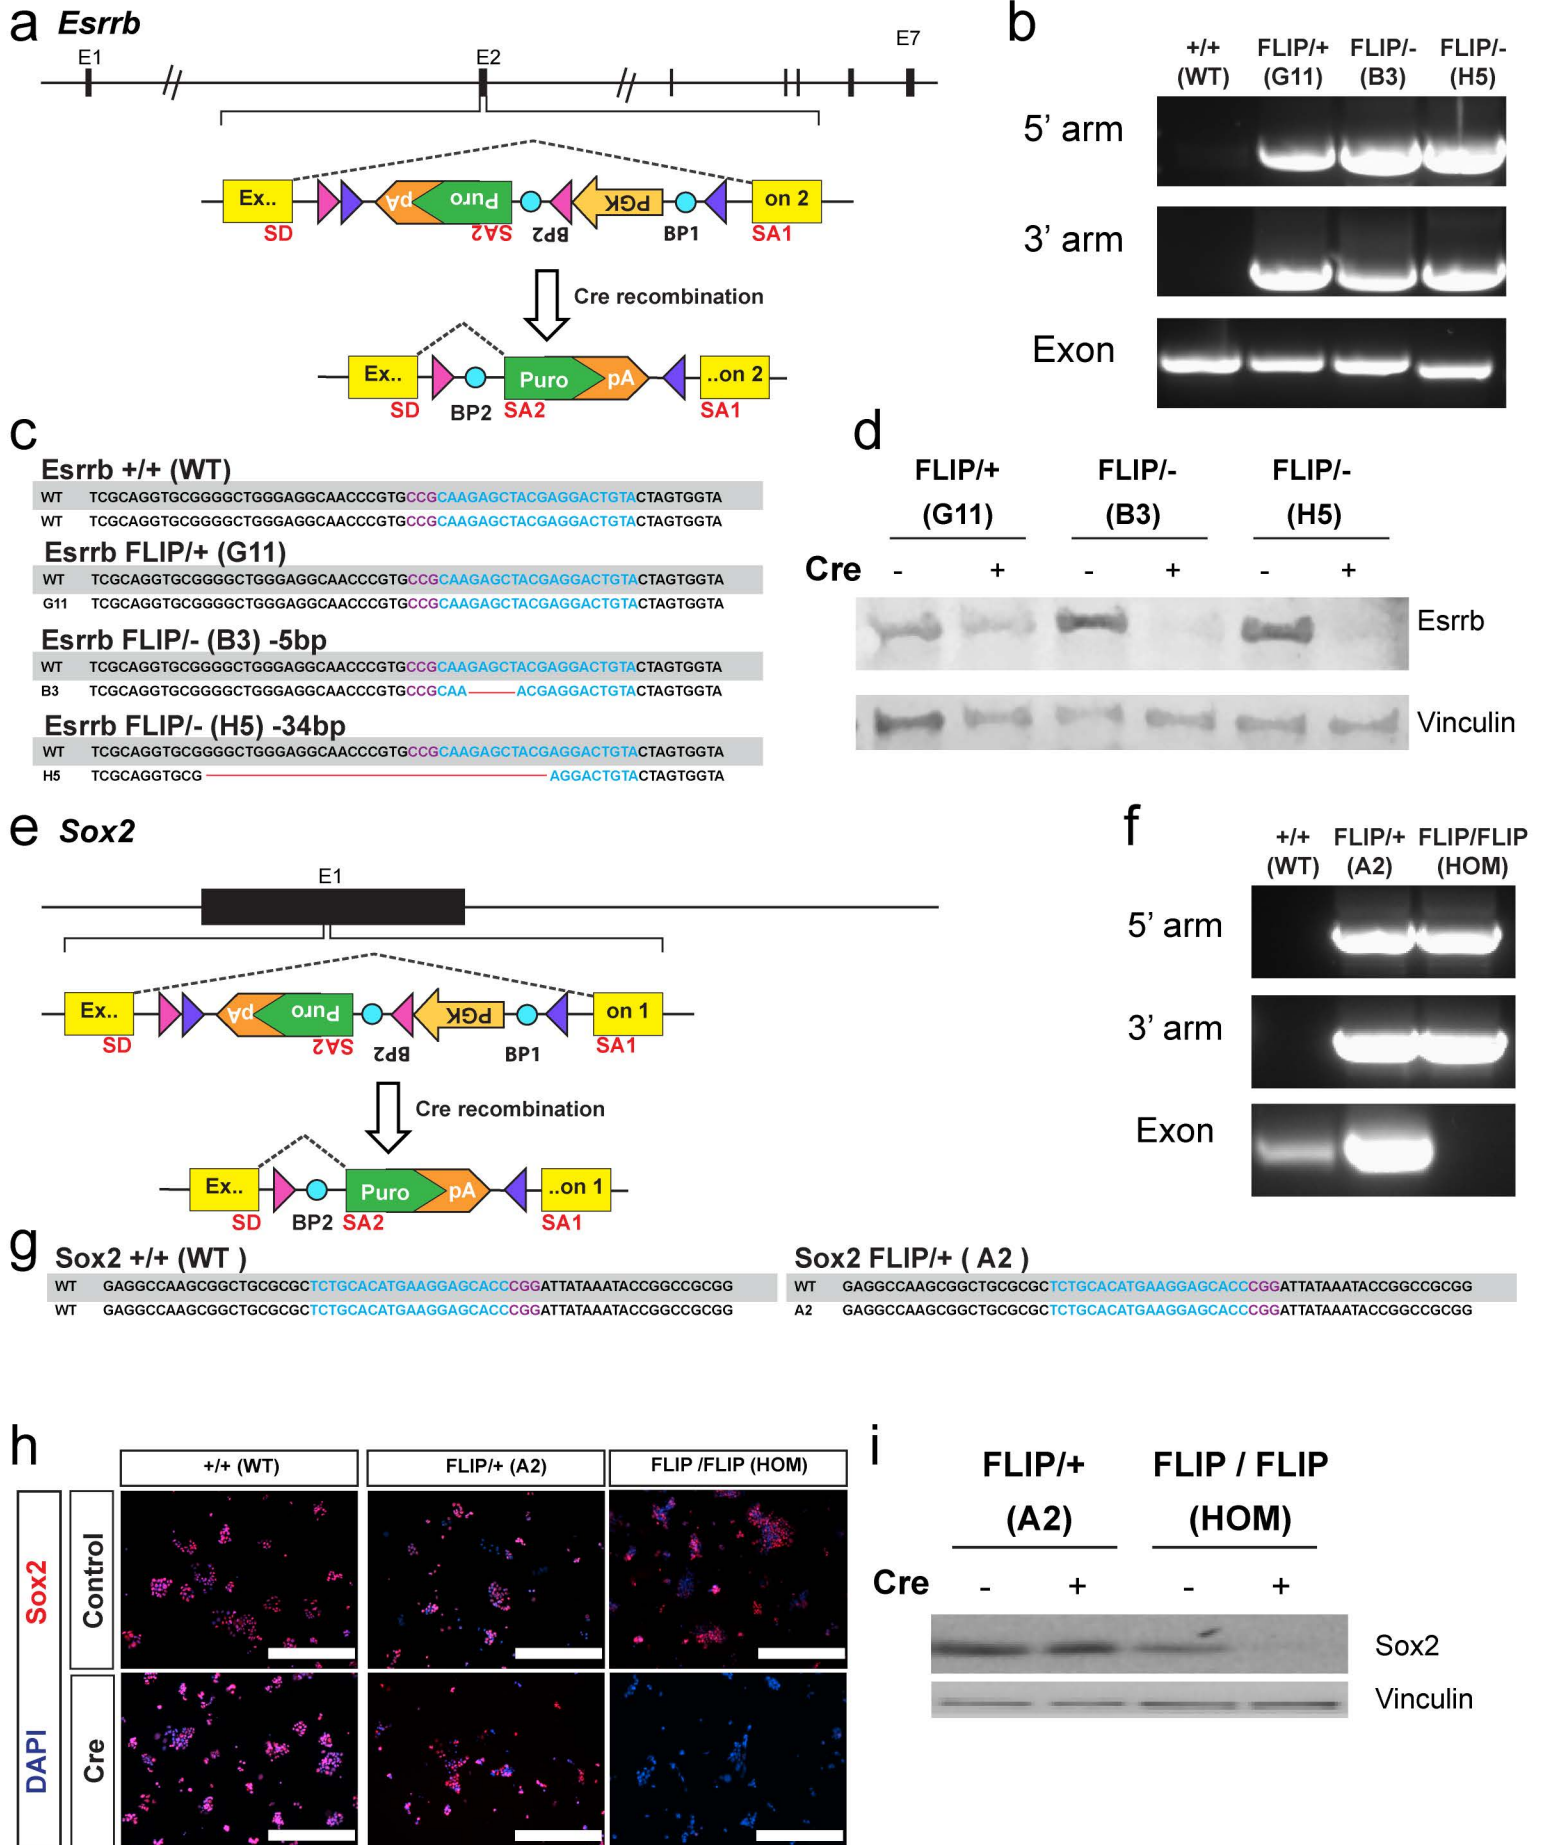 a Esrrb
E1 E2 E7
Ex.. pA Puro PGK on 2
SD SA2 BP2 BP1 SA1
Cre recombination
Ex.. Puro pA ..on 2
SD BP2 SA2 SA1
b
+/+ FLIP/+ FLIP/- FLIP/-
(WT) (G11) (B3) (H5)
5’ arm
3’ arm
Exon
c
Esrrb +/+ (WT)
WT TCGCAGGTGCGGGGCTGGGAGGCAACCCGTGCCGCAAGAGCTACGAGGACTGTACTAGTGGTA
WT TCGCAGGTGCGGGGCTGGGAGGCAACCCGTGCCGCAAGAGCTACGAGGACTGTACTAGTGGTA
Esrrb FLIP/+ (G11)
WT TCGCAGGTGCGGGGCTGGGAGGCAACCCGTGCCGCAAGAGCTACGAGGACTGTACTAGTGGTA
G11 TCGCAGGTGCGGGGCTGGGAGGCAACCCGTGCCGCAAGAGCTACGAGGACTGTACTAGTGGTA
Esrrb FLIP/- (B3) -5bp
WT TCGCAGGTGCGGGGCTGGGAGGCAACCCGTGCCGCAAGAGCTACGAGGACTGTACTAGTGGTA
B3 TCGCAGGTGCGGGGCTGGGAGGCAACCCGTGCCGCAA ACGAGGACTGTACTAGTGGTA
Esrrb FLIP/- (H5) -34bp
WT TCGCAGGTGCGGGGCTGGGAGGCAACCCGTGCCGCAAGAGCTACGAGGACTGTACTAGTGGTA
H5 TCGCAGGTGCG AGGACTGTACTAGTGGTA
d
FLIP/+ FLIP/- FLIP/-
(G11) (B3) (H5)
Cre - + - + - +
Esrrb
Vinculin
e Sox2
E1
Ex.. pA Puro PGK on 1
SD SA2 BP2 BP1 SA1
Cre recombination
Ex.. Puro pA ..on 1
SD BP2 SA2 SA1
f
+/+ FLIP/+ FLIP/FLIP
(WT) (A2) (HOM)
5’ arm
3’ arm
Exon
g
Sox2 +/+ (WT )
WT GAGGCCAAGCGGCTGCGCGCTCTGCACATGAAGGAGCACCCGGATTATAAATACCGGCCGCGG
WT GAGGCCAAGCGGCTGCGCGCTCTGCACATGAAGGAGCACCCGGATTATAAATACCGGCCGCGG
Sox2 FLIP/+ ( A2 )
WT GAGGCCAAGCGGCTGCGCGCTCTGCACATGAAGGAGCACCCGGATTATAAATACCGGCCGCGG
A2 GAGGCCAAGCGGCTGCGCGCTCTGCACATGAAGGAGCACCCGGATTATAAATACCGGCCGCGG
h
+/+ (WT) FLIP/+ (A2) FLIP /FLIP (HOM)
Sox2
DAPI
Control
Cre
i
FLIP/+ FLIP / FLIP
(A2) (HOM)
Cre - + - +
Sox2
Vinculin